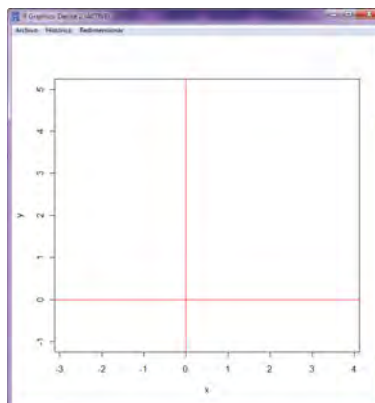 R Graphics: Device 2 (ACTIVE)
Archivo Histórico Redimensionar
5
4
3
y
2
1
0
-1
-3 -2 -1 0 1 2 3 4
x